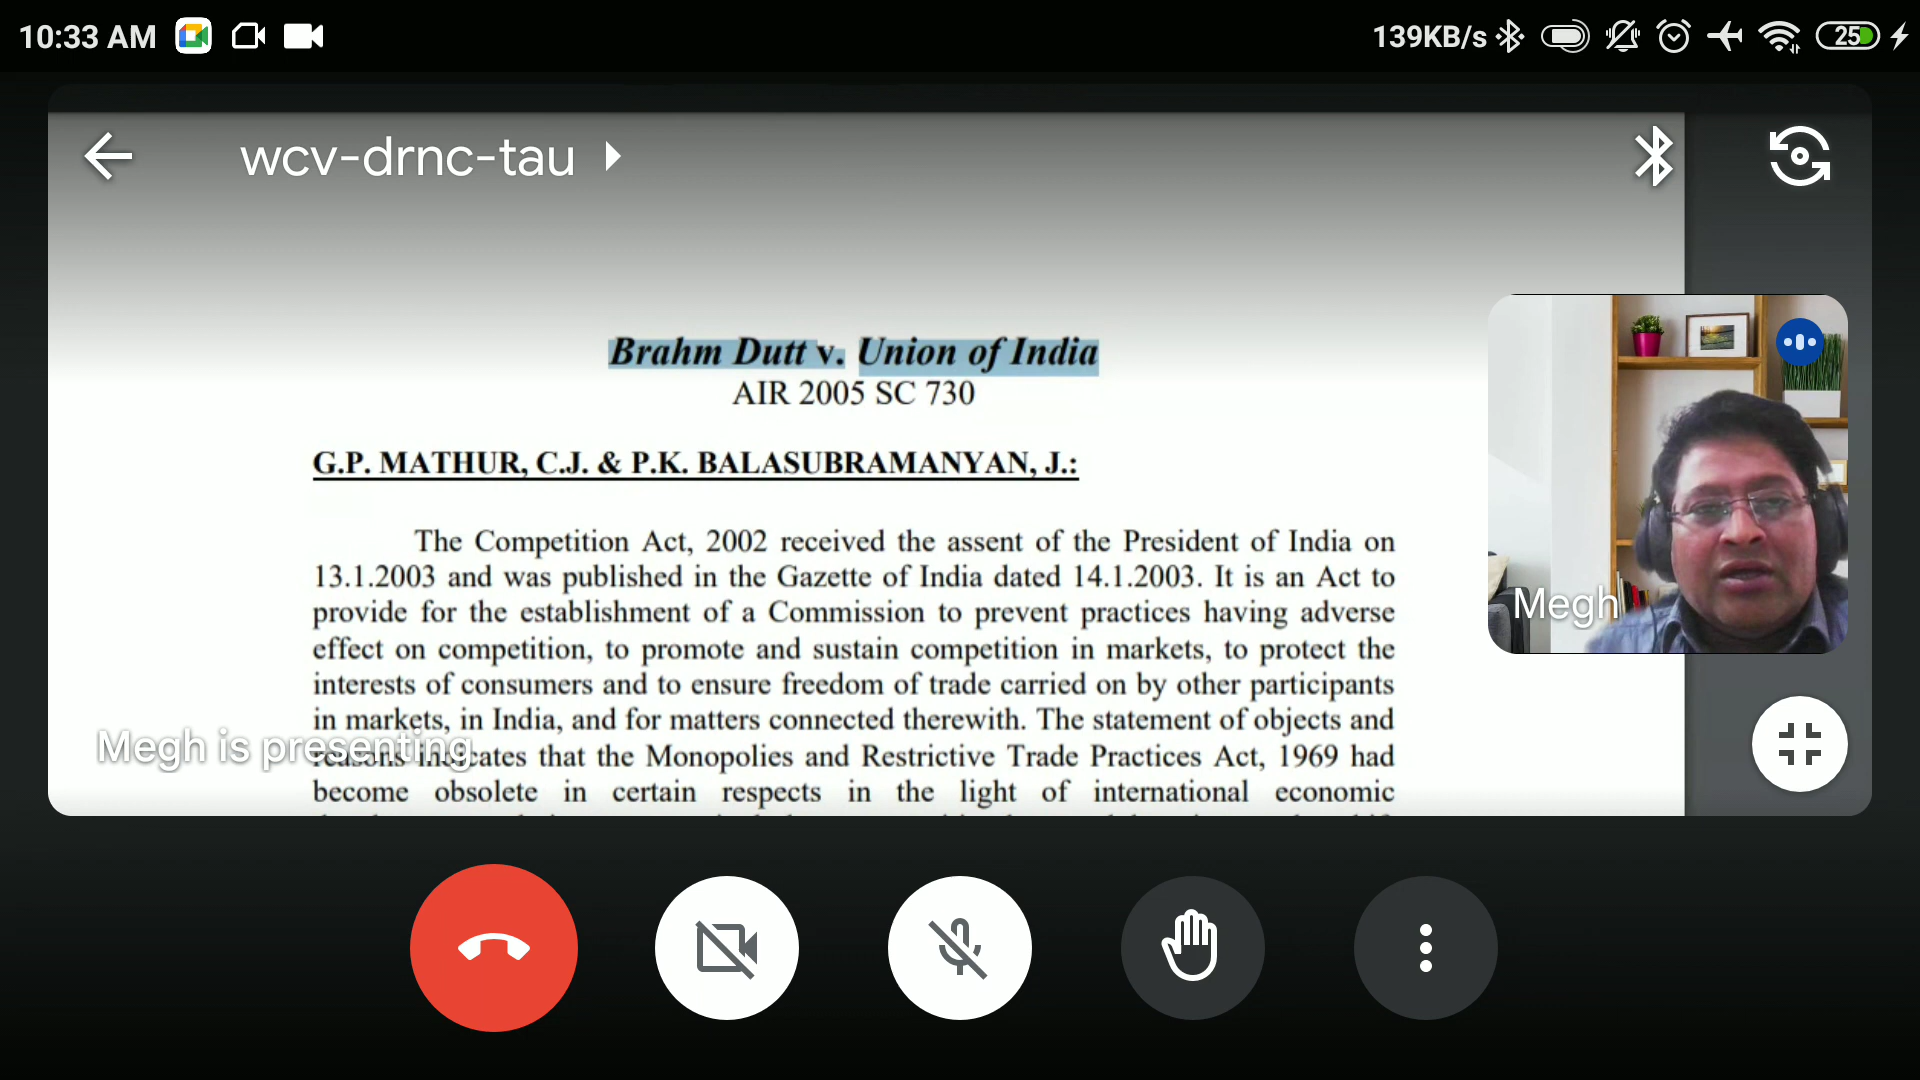 10:33 AM
139KB/s
25
wcv-drnc-tau
Brahm Dutt v. Union of India
AIR 2005 SC 730
G.P. MATHUR, C.J. & P.K. BALASUBRAMANYAN, J.:
The Competition Act, 2002 received the assent of the President of India on
13.1.2003 and was published in the Gazette of India dated 14.1.2003. It is an Act to
provide for the establishment of a Commission to prevent practices having adverse
effect on competition, to promote and sustain competition in markets, to protect the
interests of consumers and to ensure freedom of trade carried on by other participants
in markets, in India, and for matters connected therewith. The statement of objects and
reasons indicates that the Monopolies and Restrictive Trade Practices Act, 1969 had
become obsolete in certain respects in the light of international economic
Megh
Megh is presenting